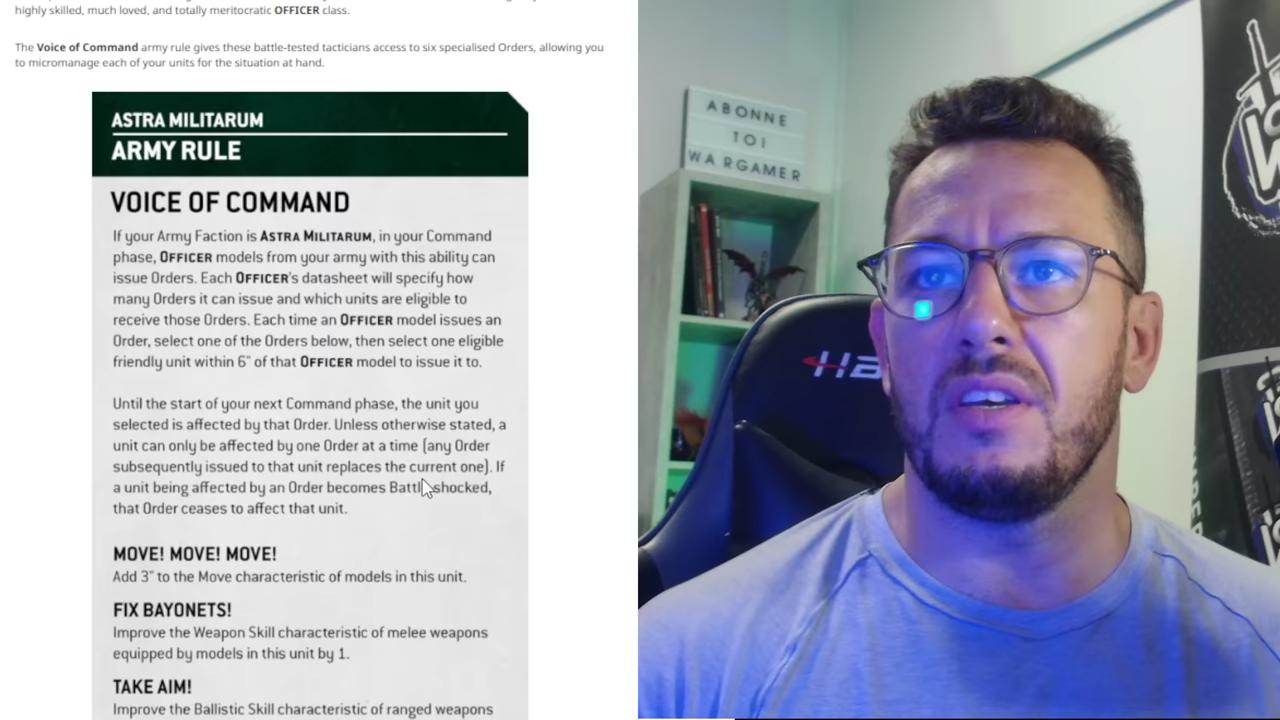 highly skilled, much loved, and totally meritocratic OFFICER class.
The Voice of Command army rule gives these battle-tested tacticians access to six specialised Orders, allowing you
to micromanage each of your units for the situation at hand.
ASTRA MILITARUM
ARMY RULE
VOICE OF COMMAND
If your Army Faction is ASTRA MILITARUM, in your Command
phase, OFFICER models from your army with this ability can
issue Orders. Each OFFICER's datasheet will specify how
many Orders it can issue and which units are eligible to
receive those Orders. Each time an OFFICER model issues an
Order, select one of the Orders below, then select one eligible
friendly unit within 6" of that OFFICER model to issue it to.
Until the start of your next Command phase, the unit you
selected is affected by that Order. Unless otherwise stated, a
unit can only be affected by one Order at a time (any Order
subsequently issued to that unit replaces the current one). If
a unit being affected by an Order becomes Battle-shocked,
that Order ceases to affect that unit.
MOVE! MOVE! MOVE!
Add 3" to the Move characteristic of models in this unit.
FIX BAYONETS!
Improve the Weapon Skill characteristic of melee weapons
equipped by models in this unit by 1.
TAKE AIM!
Improve the Ballistic Skill characteristic of ranged weapons
ABONNE
TOI
WARGAMER